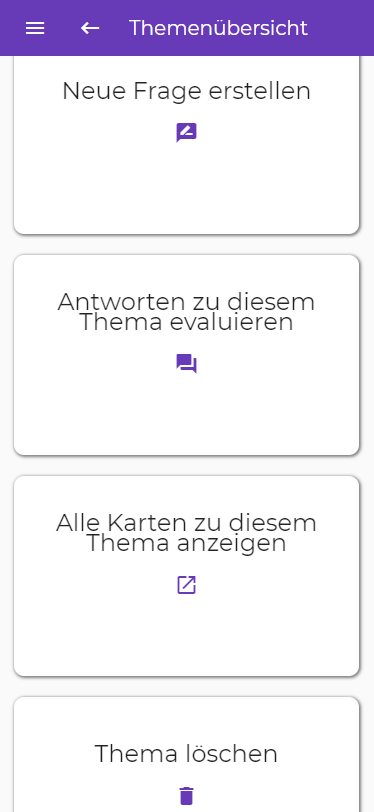 Themenübersicht
Neue Frage erstellen
Antworten zu diesem
Thema evaluieren
Alle Karten zu diesem
Thema anzeigen
Thema löschen